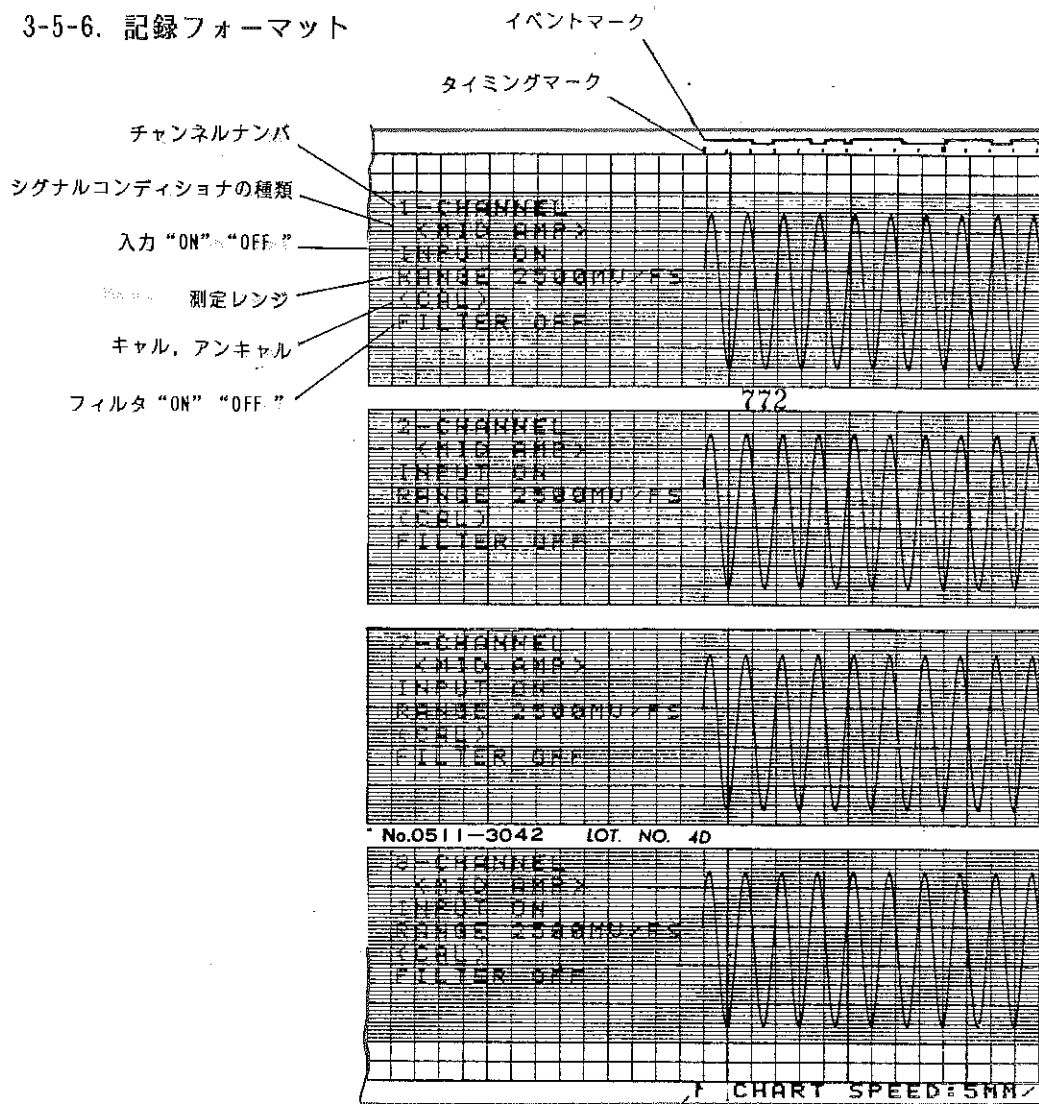 3-5-6. 記録フォーマット
イベントマーク
タイミングマーク
チャンネルナンバ
シグナルコンディショナの種類
入力 “ON” “OFF”
測定レンジ
キャル，アンキャル
フィルタ “ON” “OFF”
1-CHANNEL
<MID AMP>
INPUT ON
RANGE 2500MV/FS
<CAL>
FILTER OFF
772
2-CHANNEL
<MID AMP>
INPUT ON
RANGE 2500MV/FS
<CAL>
FILTER OFF
7-CHANNEL
<MID AMP>
INPUT ON
RANGE 2500MV/FS
<CAL>
FILTER OFF
No.0511-3042 LOT. NO. 4D
8-CHANNEL
<MID AMP>
INPUT ON
RANGE 2500MV/FS
<CAL>
FILTER OFF
CHART SPEED:5MM/